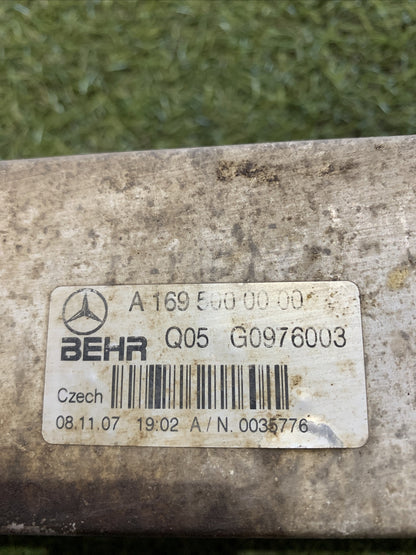 A 169 500 00 00
BEHR Q05 G0976003
Czech
08.11.07 19:02 A / N. 0035776